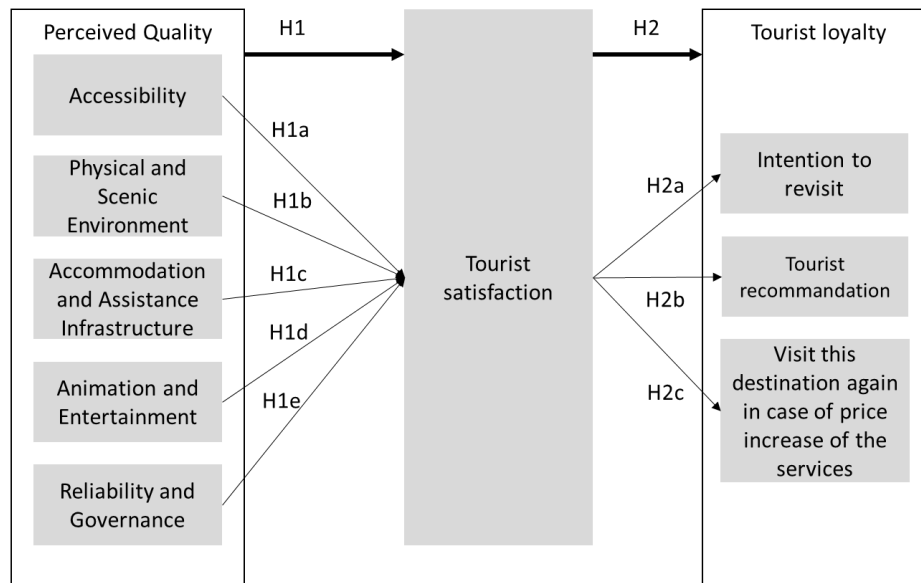 Perceived Quality
Accessibility
Physical and
Scenic
Environment
Accommodation
and Assistance
Infrastructure
Animation and
Entertainment
Reliability and
Governance
H1
H1a
H1b
H1c
H1d
H1e
Tourist
satisfaction
H2
H2a
H2b
H2c
Tourist loyalty
Intention to
revisit
Tourist
recommandation
Visit this
destination again
in case of price
increase of the
services